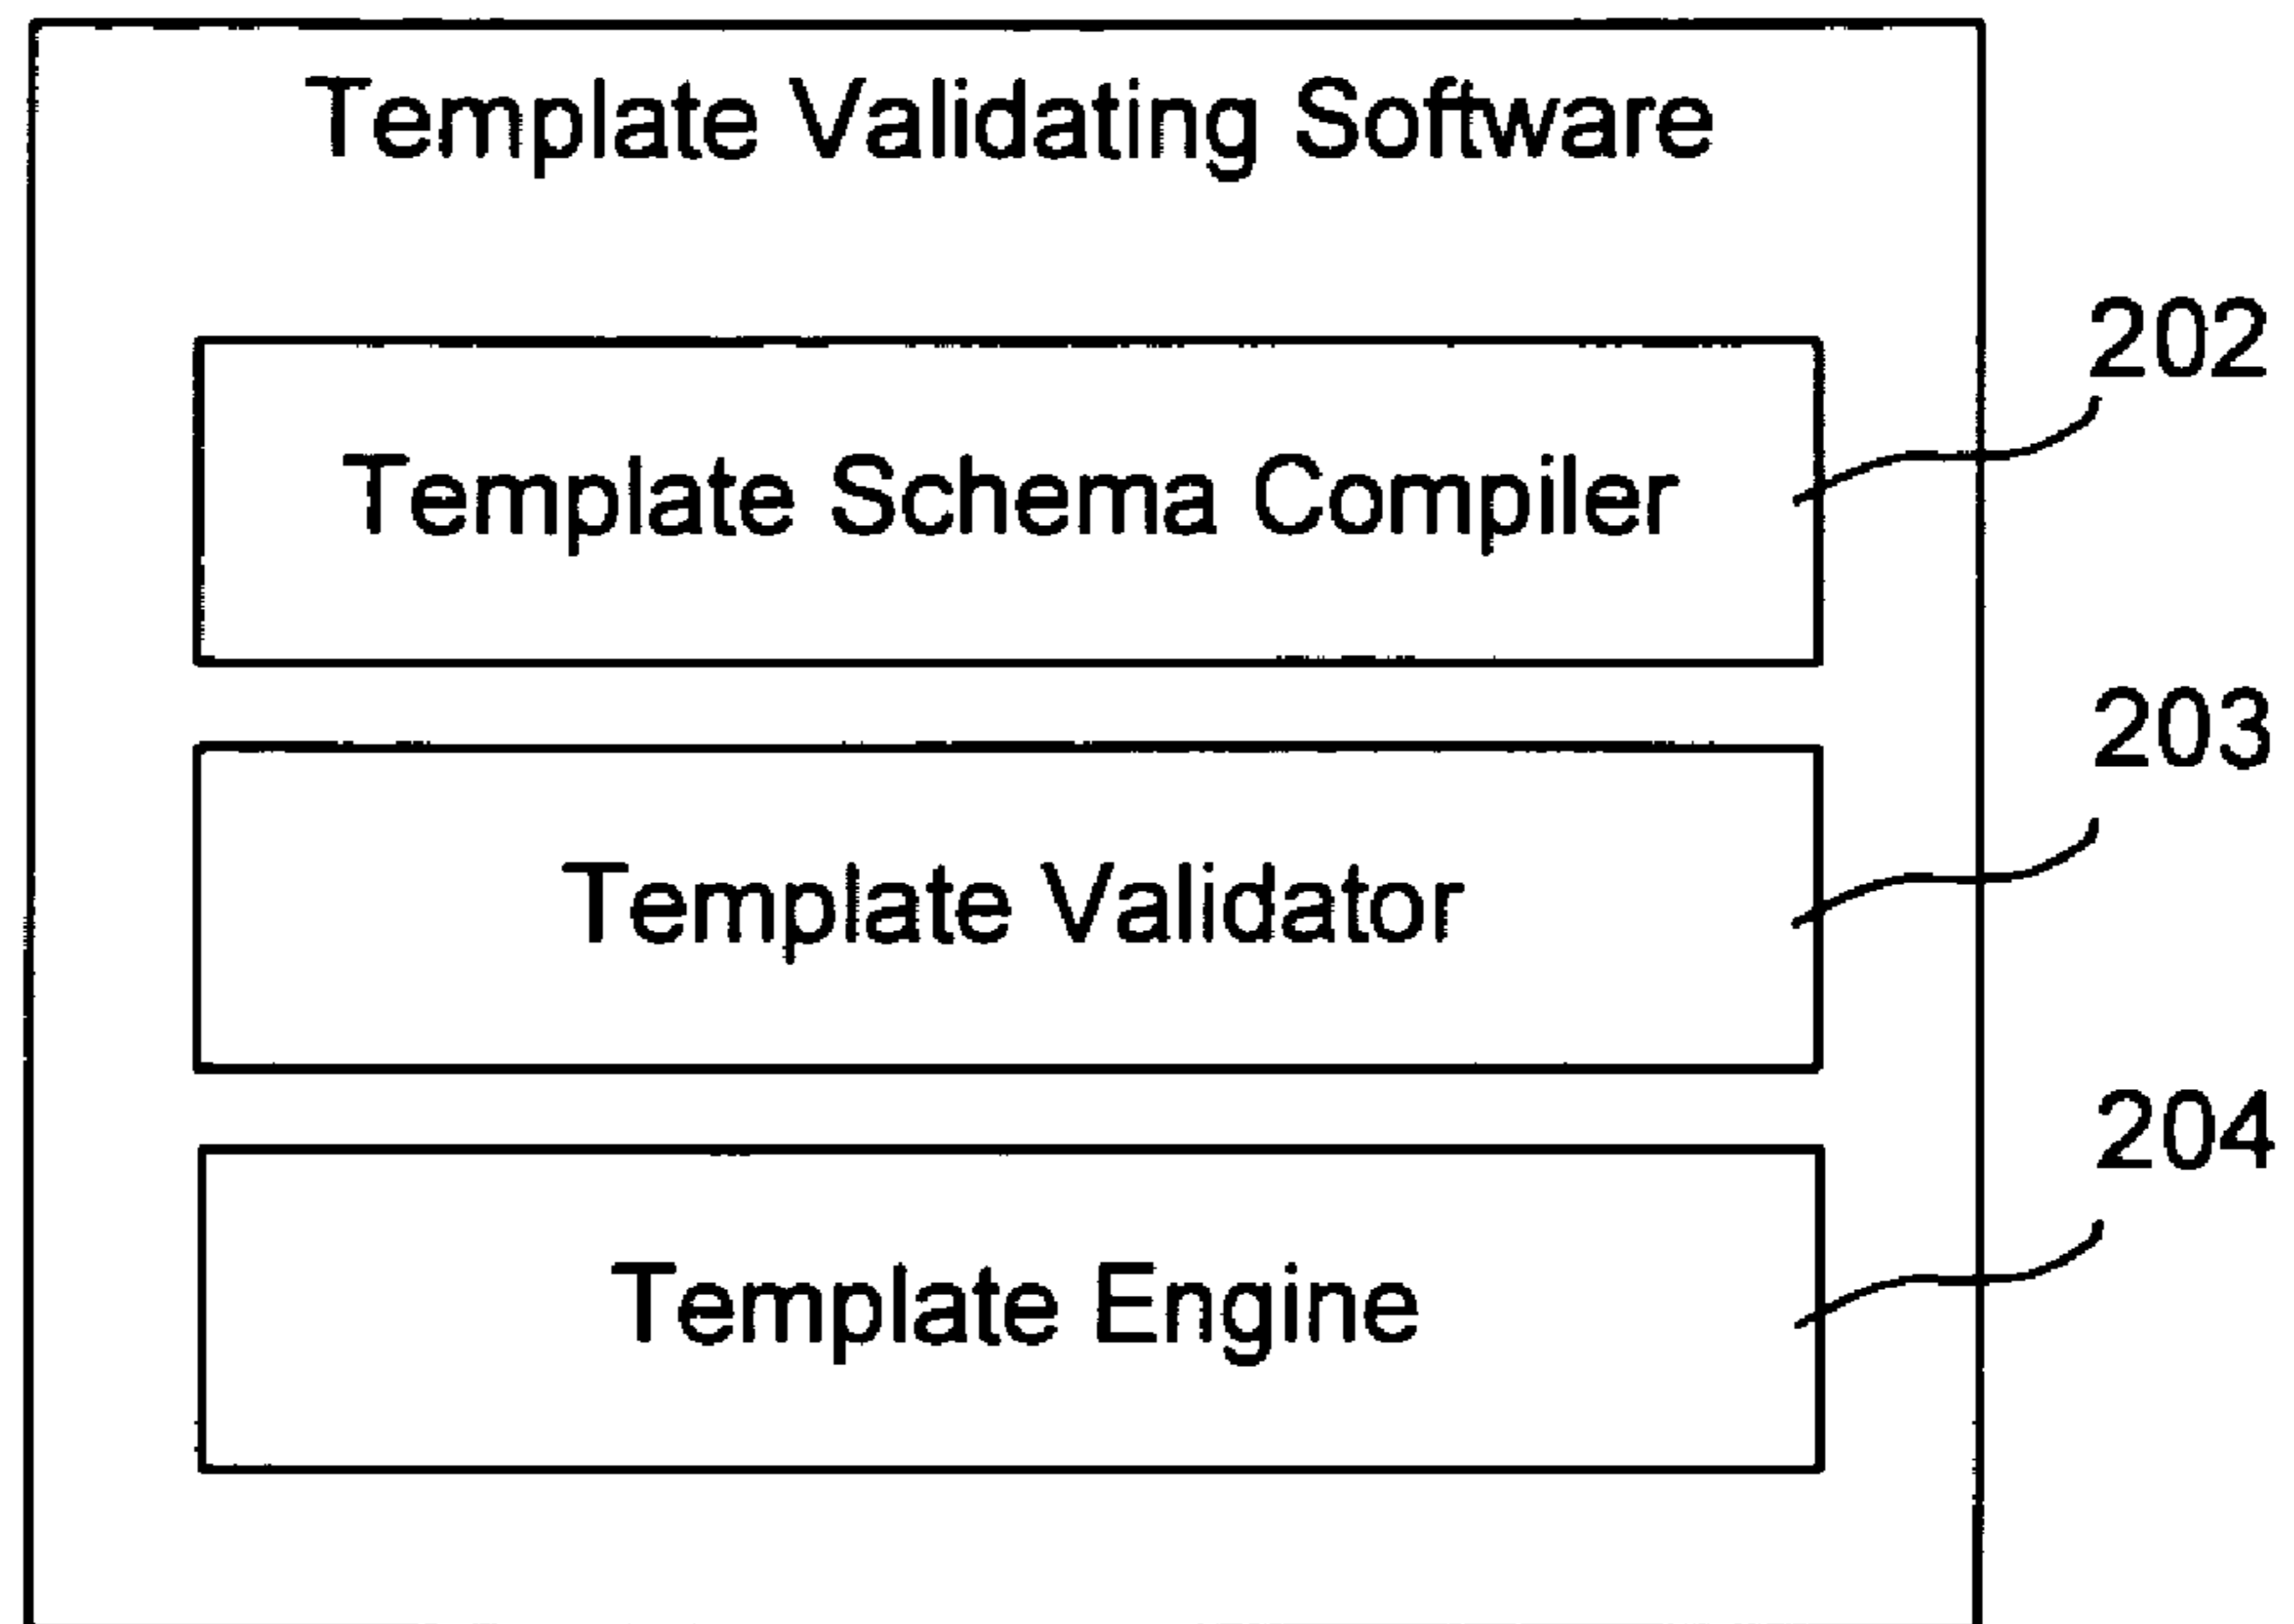 Template Validating Software
202
Template Schema Compiler
203
Template Validator
204
Template Engine